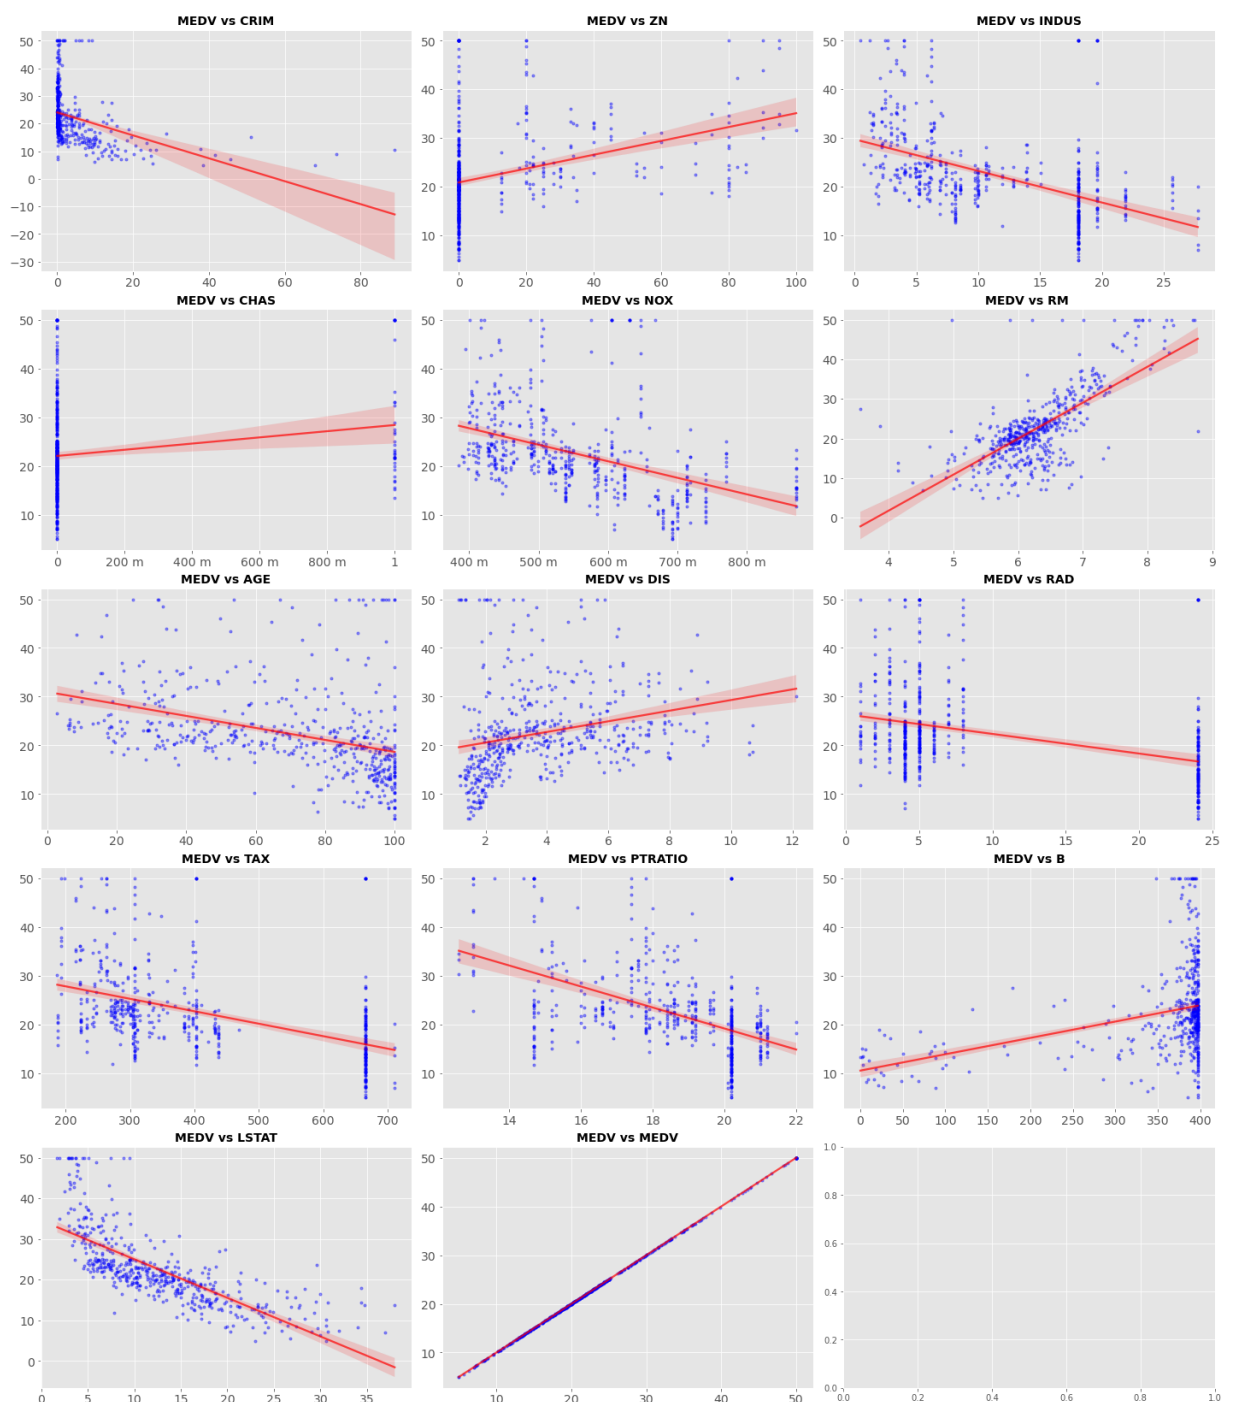 MEDV vs CRIM MEDV vs ZN MEDV vs INDUS
50 50 50
40
30 40 40
20
10 30 30
0 20 20
−10
−20 10 10
−30
0 20 40 60 80 0 20 40 60 80 100 0 5 10 15 20 25
MEDV vs CHAS MEDV vs NOX MEDV vs RM
50 50 50
40 40 40
30 30 30
20 20 20
10 10 10
0
0 200 m 400 m 600 m 800 m 1 400 m 500 m 600 m 700 m 800 m 4 5 6 7 8 9
MEDV vs AGE MEDV vs DIS MEDV vs RAD
50 50 50
40 40 40
30 30 30
20 20 20
10 10 10
0 20 40 60 80 100 2 4 6 8 10 12 0 5 10 15 20 25
MEDV vs TAX MEDV vs PTRATIO MEDV vs B
50 50 50
40 40 40
30 30 30
20 20 20
10 10 10
200 300 400 500 600 700 14 16 18 20 22 0 50 100 150 200 250 300 350 400
MEDV vs LSTAT MEDV vs MEDV
50 50 1.0
40 40 0.8
30 30 0.6
20 20 0.4
10 10 0.2
0 0.0
0 5 10 15 20 25 30 35 10 20 30 40 50 0.0 0.2 0.4 0.6 0.8 1.0